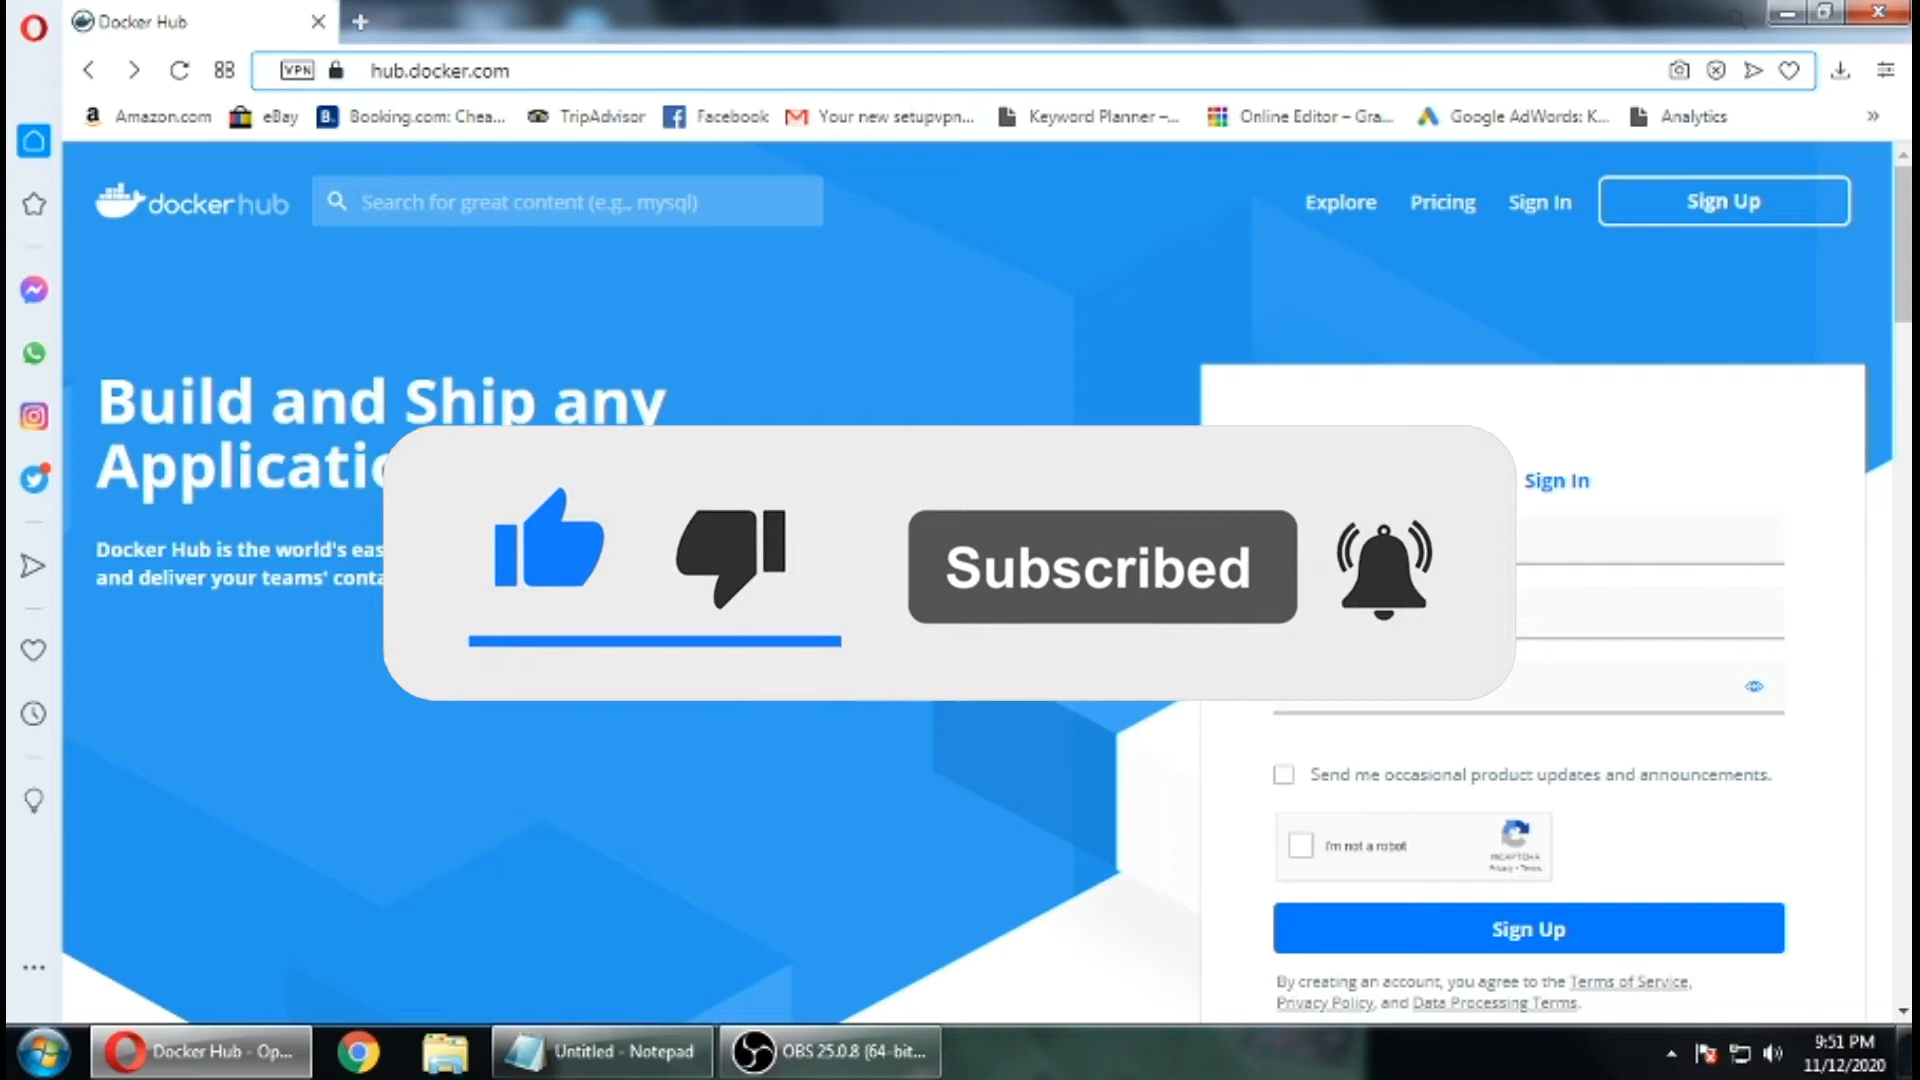 Docker Hub
VPN
hub.docker.com
a Amazon.com
eBay
B. Booking.com: Chea...
TripAdvisor
Facebook
Your new setupvpn...
Keyword Planner –...
Online Editor – Gra...
Google AdWords: K...
Analytics
»
docker hub
Search for great content (e.g., mysql)
Explore
Pricing
Sign In
Sign Up
Build and Ship any
Applicatio
Docker Hub is the world's eas
and deliver your teams' conta
Subscribed
Sign In
Send me occasional product updates and announcements.
I'm not a robot
reCAPTCHA
Privacy - Terms
Sign Up
By creating an account, you agree to the Terms of Service,
Privacy Policy, and Data Processing Terms.
Docker Hub - Op...
Untitled - Notepad
OBS 25.0.8 (64-bit...
9:51 PM
11/12/2020